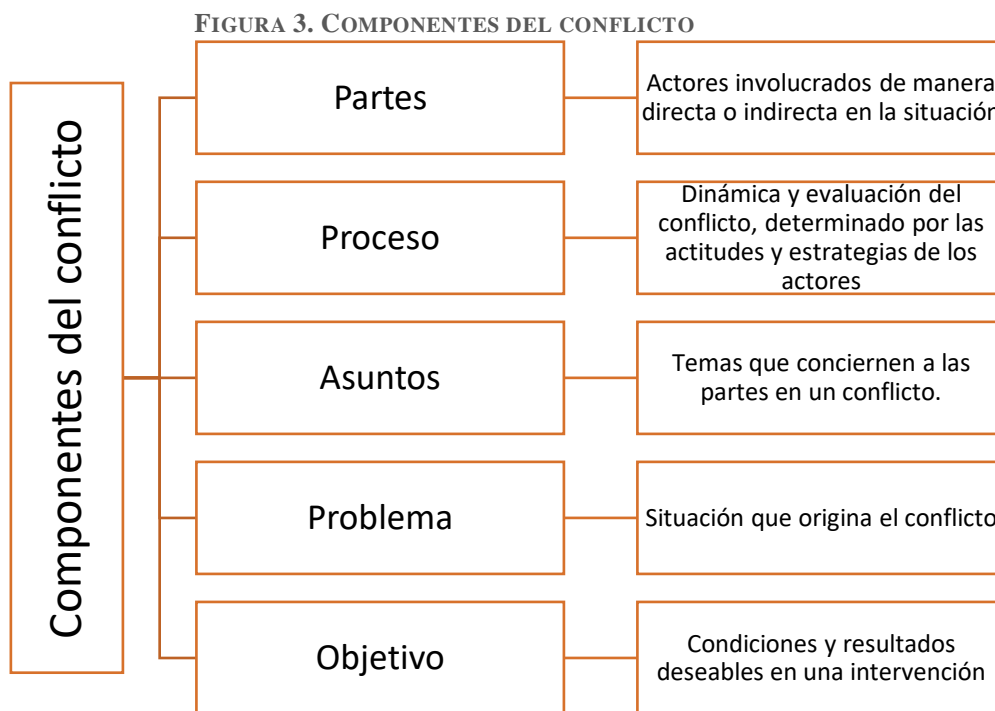 FIGURA 3. COMPONENTES DEL CONFLICTO
Componentes del conflicto
Partes
Actores involucrados de manera
directa o indirecta en la situación
Proceso
Dinámica y evaluación del
conflicto, determinado por las
actitudes y estrategias de los
actores
Asuntos
Temas que conciernen a las
partes en un conflicto.
Problema
Situación que origina el conflicto
Objetivo
Condiciones y resultados
deseables en una intervención